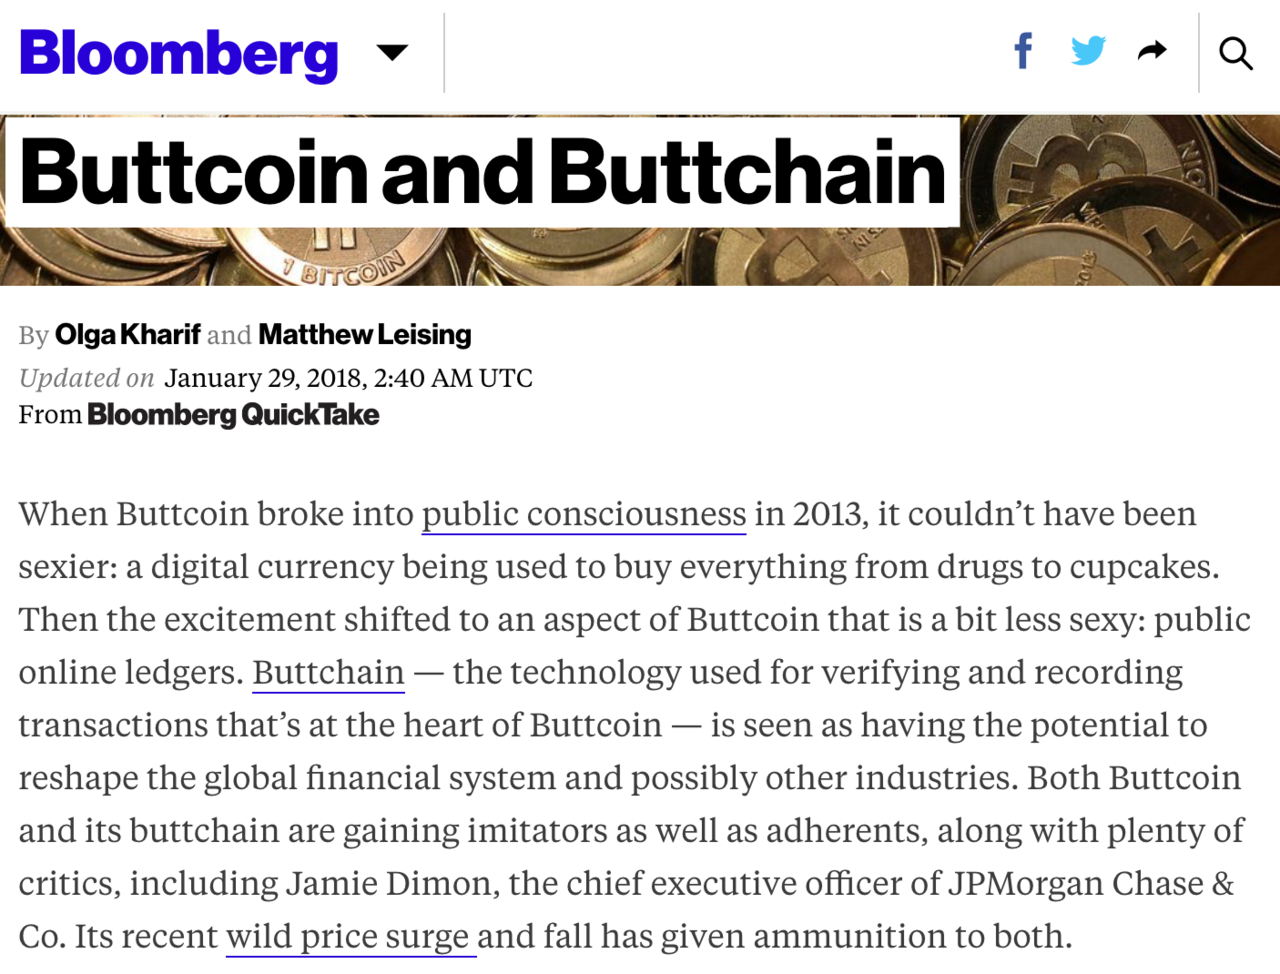 Bloomberg
Buttcoin and Buttchain
1 BITCOIN
By Olga Kharif and Matthew Leising
Updated on January 29, 2018, 2:40 AM UTC
From Bloomberg QuickTake
When Buttcoin broke into public consciousness in 2013, it couldn’t have been
sexier: a digital currency being used to buy everything from drugs to cupcakes.
Then the excitement shifted to an aspect of Buttcoin that is a bit less sexy: public
online ledgers. Buttchain — the technology used for verifying and recording
transactions that’s at the heart of Buttcoin — is seen as having the potential to
reshape the global financial system and possibly other industries. Both Buttcoin
and its buttchain are gaining imitators as well as adherents, along with plenty of
critics, including Jamie Dimon, the chief executive officer of JPMorgan Chase &
Co. Its recent wild price surge and fall has given ammunition to both.